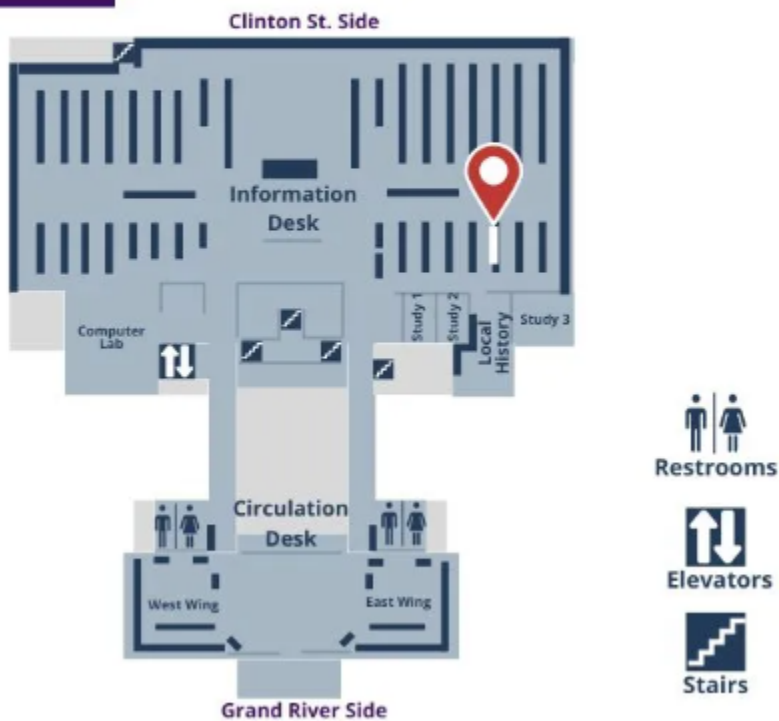 Clinton St. Side
Information
Desk
Study 1
Study 2
Local
History
Study 3
Computer
Lab
Circulation
Desk
West Wing
East Wing
Grand River Side
Restrooms
Elevators
Stairs